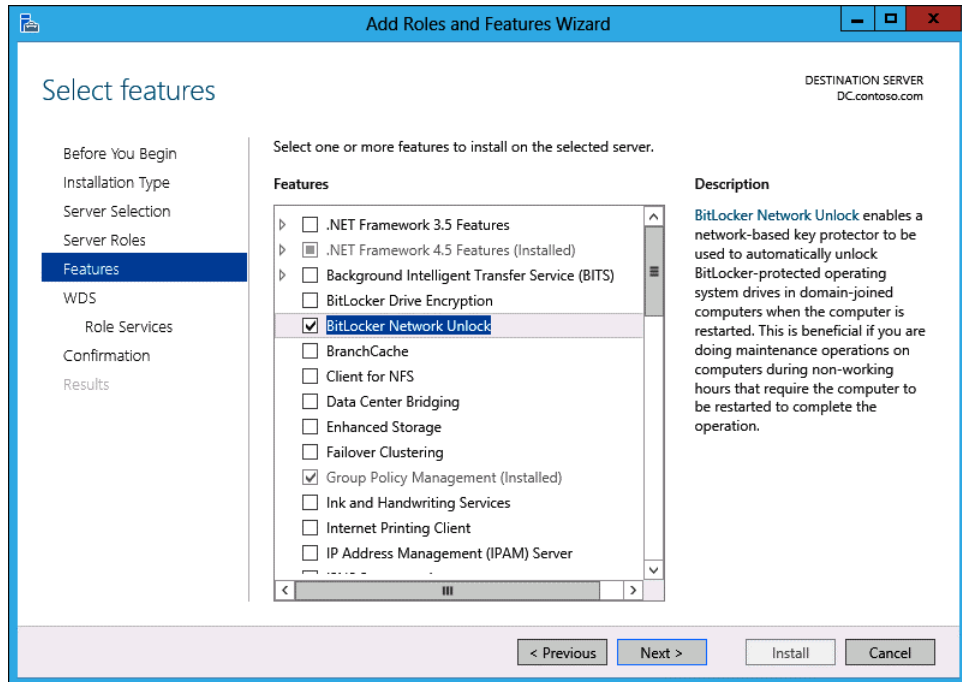 Add Roles and Features Wizard
Select features
DESTINATION SERVER
DC.contoso.com
Before You Begin
Installation Type
Server Selection
Server Roles
Features
WDS
Role Services
Confirmation
Results
Select one or more features to install on the selected server.
Features
.NET Framework 3.5 Features
.NET Framework 4.5 Features (Installed)
Background Intelligent Transfer Service (BITS)
BitLocker Drive Encryption
BitLocker Network Unlock
BranchCache
Client for NFS
Data Center Bridging
Enhanced Storage
Failover Clustering
Group Policy Management (Installed)
Ink and Handwriting Services
Internet Printing Client
IP Address Management (IPAM) Server
Description
BitLocker Network Unlock enables a
network-based key protector to be
used to automatically unlock
BitLocker-protected operating
system drives in domain-joined
computers when the computer is
restarted. This is beneficial if you are
doing maintenance operations on
computers during non-working
hours that require the computer to
be restarted to complete the
operation.
< Previous
Next >
Install
Cancel